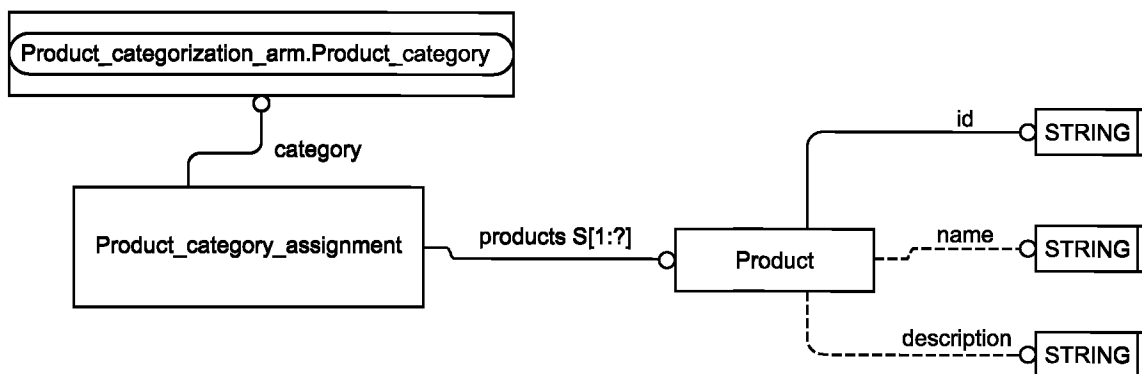 Product_categorization_arm.Product_category
category
Product_category_assignment
products S[1:?]
Product
id
STRING
name
STRING
description
STRING